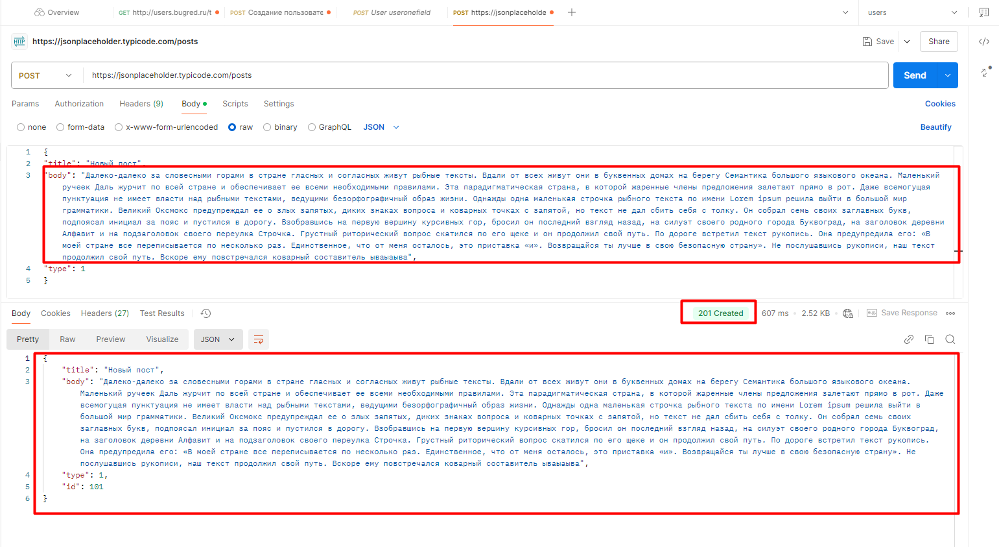 Overview
GET http://users.bugred.ru/t
POST Создание пользовате
POST User useronefield
POST https://jsonplaceholde
users
HTTP https://jsonplaceholder.typicode.com/posts
Save
Share
POST
https://jsonplaceholder.typicode.com/posts
Send
Params
Authorization
Headers (9)
Body
Scripts
Settings
Cookies
none
form-data
x-www-form-urlencoded
raw
binary
GraphQL
JSON
Beautify
1 {
2 "title": "Новый пост",
3 "body": "Далеко-далеко за словесными горами в стране гласных и согласных живут рыбные тексты. Вдали от всех живут они в буквенных домах на берегу Семантика большого языкового океана. Маленький
ручеек Даль журчит по всей стране и обеспечивает ее всеми необходимыми правилами. Эта парадигматическая страна, в которой жаренные члены предложения залетают прямо в рот. Даже всемогущая
пунктуация не имеет власти над рыбными текстами, ведущими безорфографичный образ жизни. Однажды одна маленькая строчка рыбного текста по имени Lorem ipsum решила выйти в большой мир
грамматики. Великий Оксмокс предупреждал ее о злых запятых, диких знаках вопроса и коварных точках с запятой, но текст не дал сбить себя с толку. Он собрал семь своих заглавных букв,
подпоясал инициал за пояс и пустился в дорогу. Взобравшись на первую вершину курсивных гор, бросил он последний взгляд назад, на силуэт своего родного города Буквоград, на заголовок деревни
Алфавит и на подзаголовок своего переулка Строчка. Грустный риторический вопрос скатился по его щеке и он продолжил свой путь. По дороге встретил текст рукопись. Она предупредила его: «В
моей стране все переписывается по несколько раз. Единственное, что от меня осталось, это приставка «и». Возвращайся ты лучше в свою безопасную страну». Не послушавшись рукописи, наш текст
продолжил свой путь. Вскоре ему повстречался коварный составитель ываыаыва",
4 "type": 1
5 }
Body
Cookies
Headers (27)
Test Results
201 Created
607 ms
2.52 KB
e.g. Save Response
Pretty
Raw
Preview
Visualize
JSON
1 {
2 "title": "Новый пост",
3 "body": "Далеко-далеко за словесными горами в стране гласных и согласных живут рыбные тексты. Вдали от всех живут они в буквенных домах на берегу Семантика большого языкового океана.
Маленький ручеек Даль журчит по всей стране и обеспечивает ее всеми необходимыми правилами. Эта парадигматическая страна, в которой жаренные члены предложения залетают прямо в рот. Даже
всемогущая пунктуация не имеет власти над рыбными текстами, ведущими безорфографичный образ жизни. Однажды одна маленькая строчка рыбного текста по имени Lorem ipsum решила выйти в
большой мир грамматики. Великий Оксмокс предупреждал ее о злых запятых, диких знаках вопроса и коварных точках с запятой, но текст не дал сбить себя с толку. Он собрал семь своих
заглавных букв, подпоясал инициал за пояс и пустился в дорогу. Взобравшись на первую вершину курсивных гор, бросил он последний взгляд назад, на силуэт своего родного города Буквоград,
на заголовок деревни Алфавит и на подзаголовок своего переулка Строчка. Грустный риторический вопрос скатился по его щеке и он продолжил свой путь. По дороге встретил текст рукопись.
Она предупредила его: «В моей стране все переписывается по несколько раз. Единственное, что от меня осталось, это приставка «и». Возвращайся ты лучше в свою безопасную страну». Не
послушавшись рукописи, наш текст продолжил свой путь. Вскоре ему повстречался коварный составитель ываыаыва",
4 "type": 1,
5 "id": 101
6 }